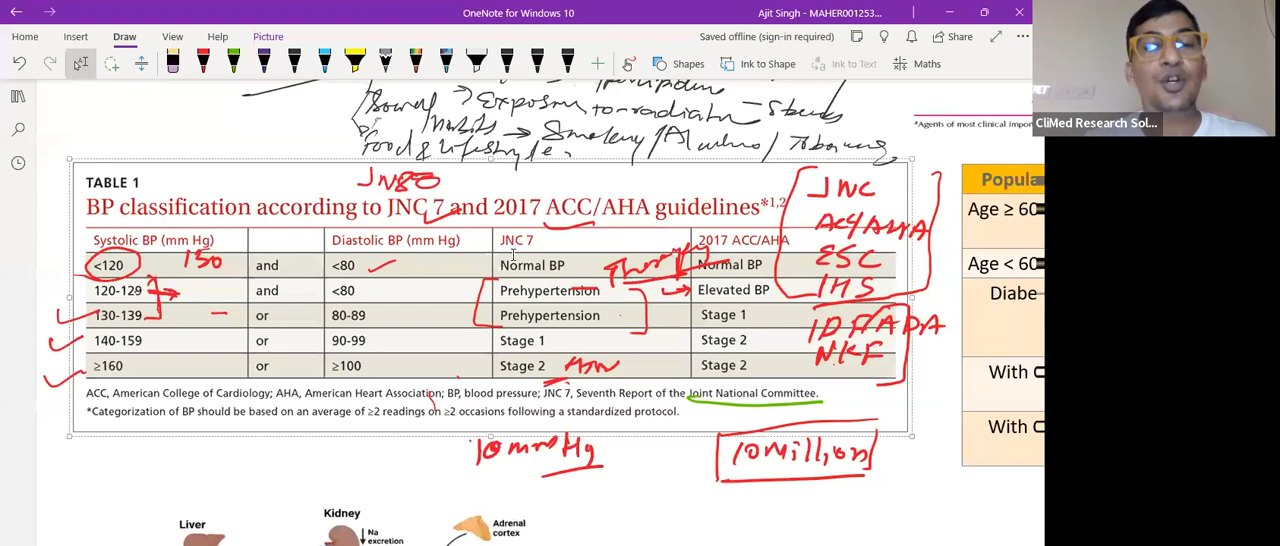 OneNote for Windows 10
Ajit Singh - MAHER001253...
Home Insert Draw View Help Picture
Saved offline (sign-in required)
Share
Shapes
Ink to Shape
Ink to Text
Maths
Exposure to radiation - 
habits → Smoking / Alcohol /
Food & lifestyle.
*Agents of most clinical impor
CliMed Research Sol...
TABLE 1
JN8
BP classification according to JNC 7 and 2017 ACC/AHA guidelines*1,2
Systolic BP (mm Hg) Diastolic BP (mm Hg) JNC 7 2017 ACC/AHA
<120 150 and <80 Normal BP Therapy Normal BP
120-129 and <80 Prehypertension Elevated BP
130-139 or 80-89 Prehypertension Stage 1
140-159 or 90-99 Stage 1 Stage 2
≥160 or ≥100 Stage 2 HTN Stage 2
JNC
ACC/AHA
ESC
IHS
IDF/ADA
NKF
ACC, American College of Cardiology; AHA, American Heart Association; BP, blood pressure; JNC 7, Seventh Report of the Joint National Committee.
*Categorization of BP should be based on an average of ≥2 readings on ≥2 occasions following a standardized protocol.
10 mm Hg
10 Million
Popula
Age ≥ 60
Age < 60
Diabe
With C
With C
Liver
Kidney
Na
excretion
Adrenal
cortex